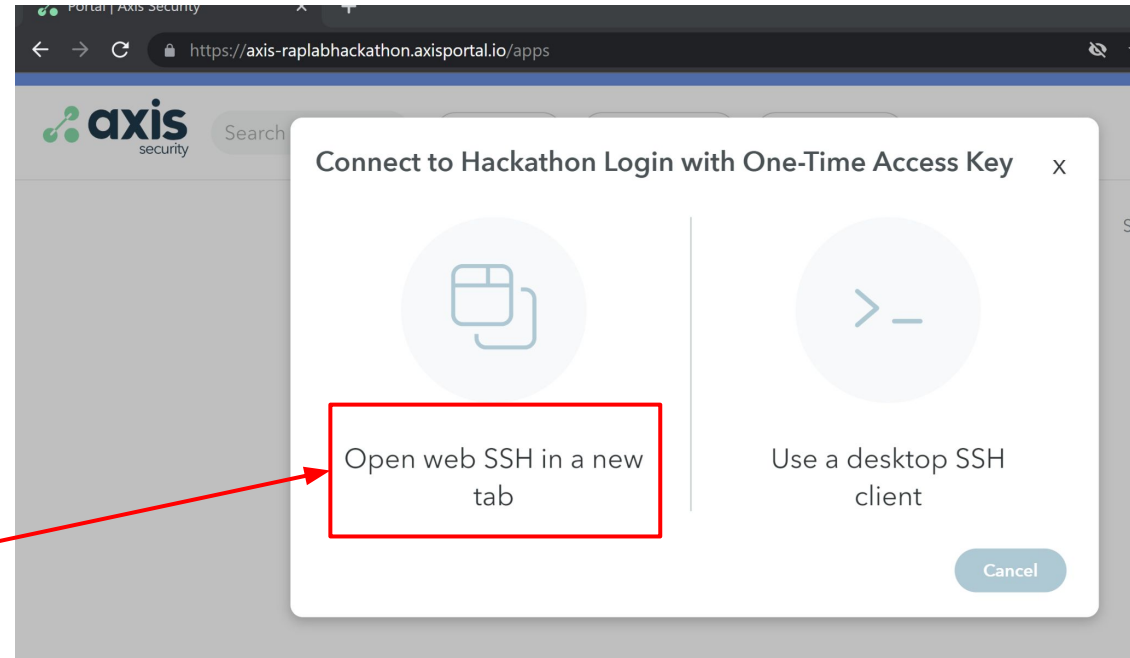 Portal | Axis Security
https://axis-raplabhackathon.axisportal.io/apps
axis
security
Search
Connect to Hackathon Login with One-Time Access Key X
Open web SSH in a new
tab
Use a desktop SSH
client
Cancel